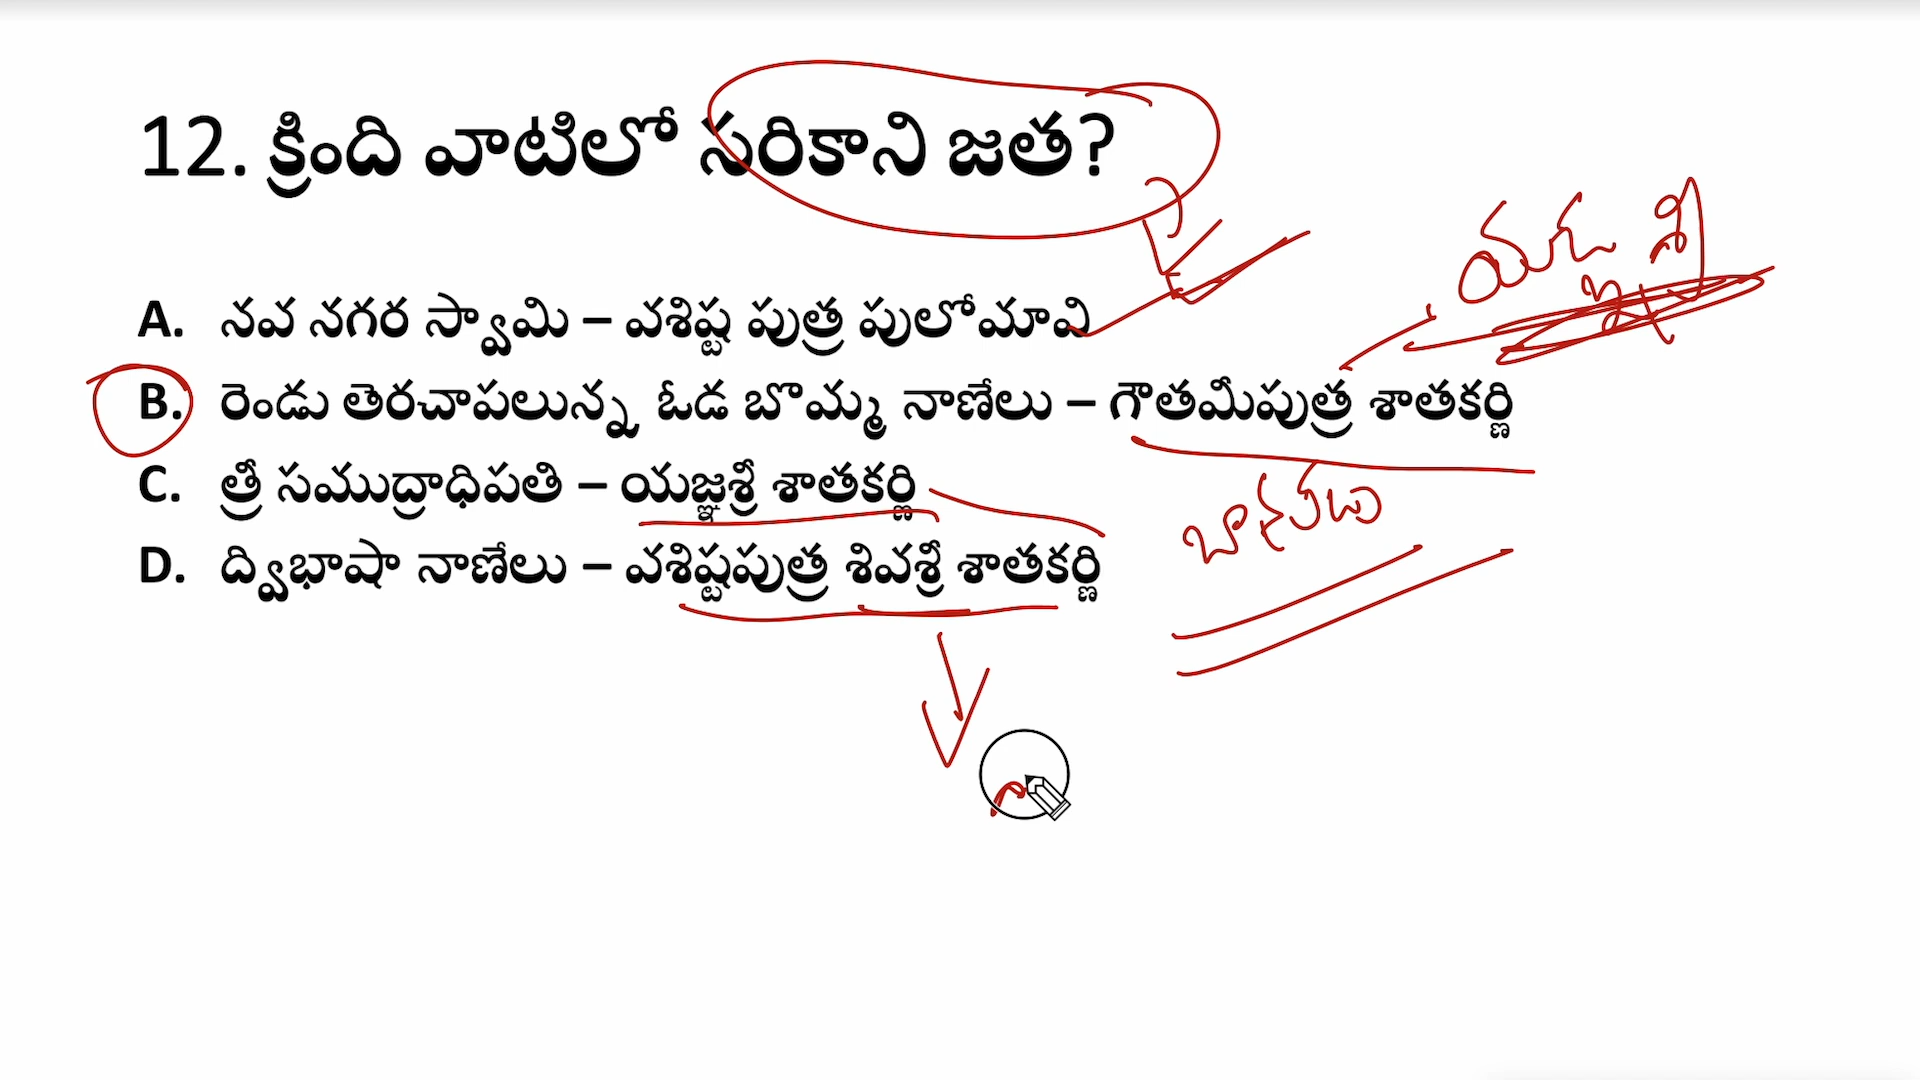 12. క్రింది వాటిలో సరికాని జత?
A. నవ నగర స్వామి – వశిష్ట పుత్ర పులోమావి
యజ్ఞ శ్రీ
B. రెండు తెరచాపలున్న ఓడ బొమ్మ నాణేలు – గౌతమీపుత్ర శాతకర్ణి
C. త్రీ సముద్రాధిపతి – యజ్ఞశ్రీ శాతకర్ణి
D. ద్విభాషా నాణేలు – వశిష్టపుత్ర శివశ్రీ శాతకర్ణి